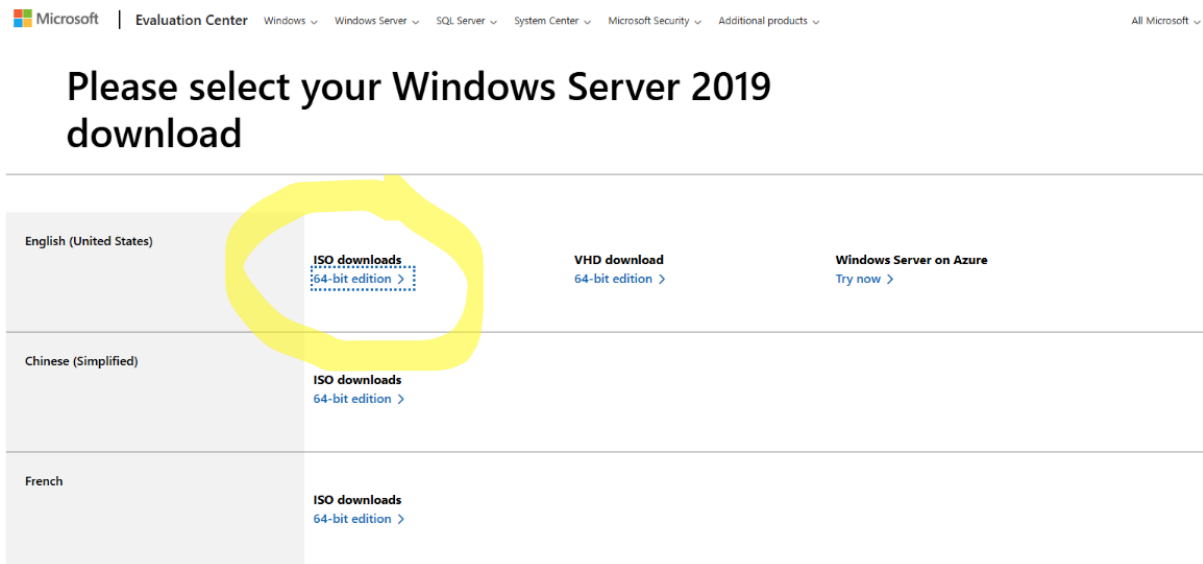 Microsoft | Evaluation Center Windows Windows Server SQL Server System Center Microsoft Security Additional products All Microsoft
Please select your Windows Server 2019
download
English (United States)
ISO downloads VHD download Windows Server on Azure
64-bit edition > 64-bit edition > Try now >
Chinese (Simplified)
ISO downloads
64-bit edition >
French
ISO downloads
64-bit edition >